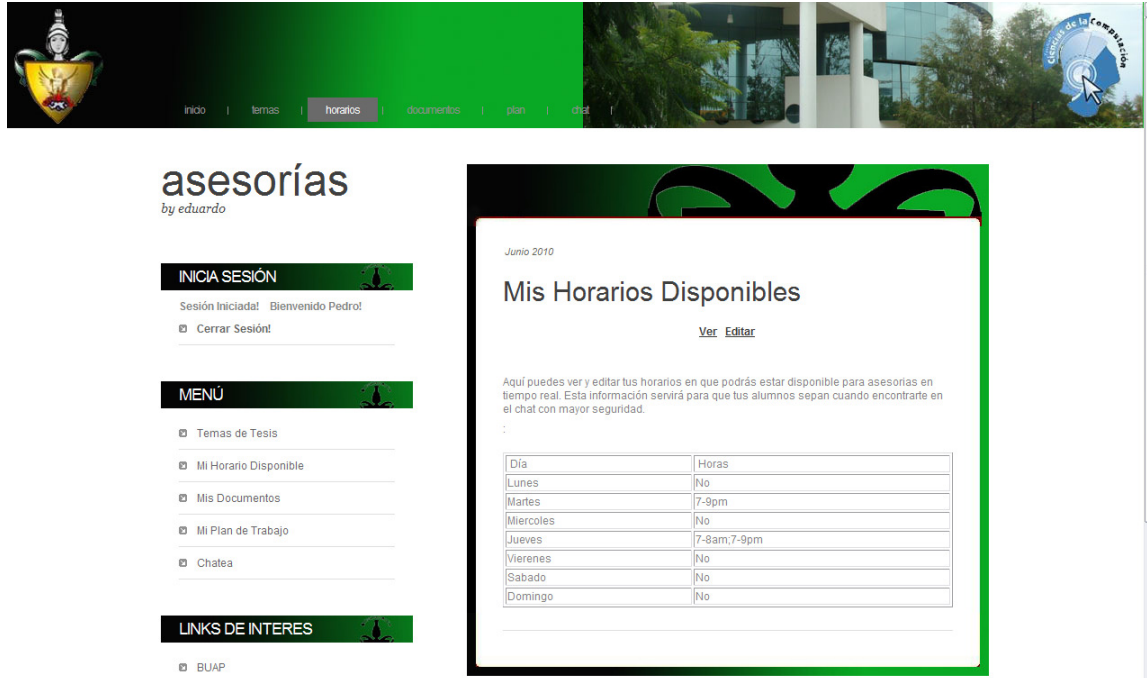 Ciencias de la Computación
inicio | temas | horarios | documentos | plan | chat |
asesorías
by eduardo
INICIA SESIÓN
Sesión Iniciada! Bienvenido Pedro!
Cerrar Sesión!
MENÚ
Temas de Tesis
Mi Horario Disponible
Mis Documentos
Mi Plan de Trabajo
Chatea
LINKS DE INTERES
BUAP
Junio 2010
Mis Horarios Disponibles
Ver Editar
Aquí puedes ver y editar tus horarios en que podrás estar disponible para asesorias en
tiempo real. Esta información servirá para que tus alumnos sepan cuando encontrarte en
el chat con mayor seguridad.
:
Día Horas
Lunes No
Martes 7-9pm
Miercoles No
Jueves 7-8am;7-9pm
Vierenes No
Sabado No
Domingo No